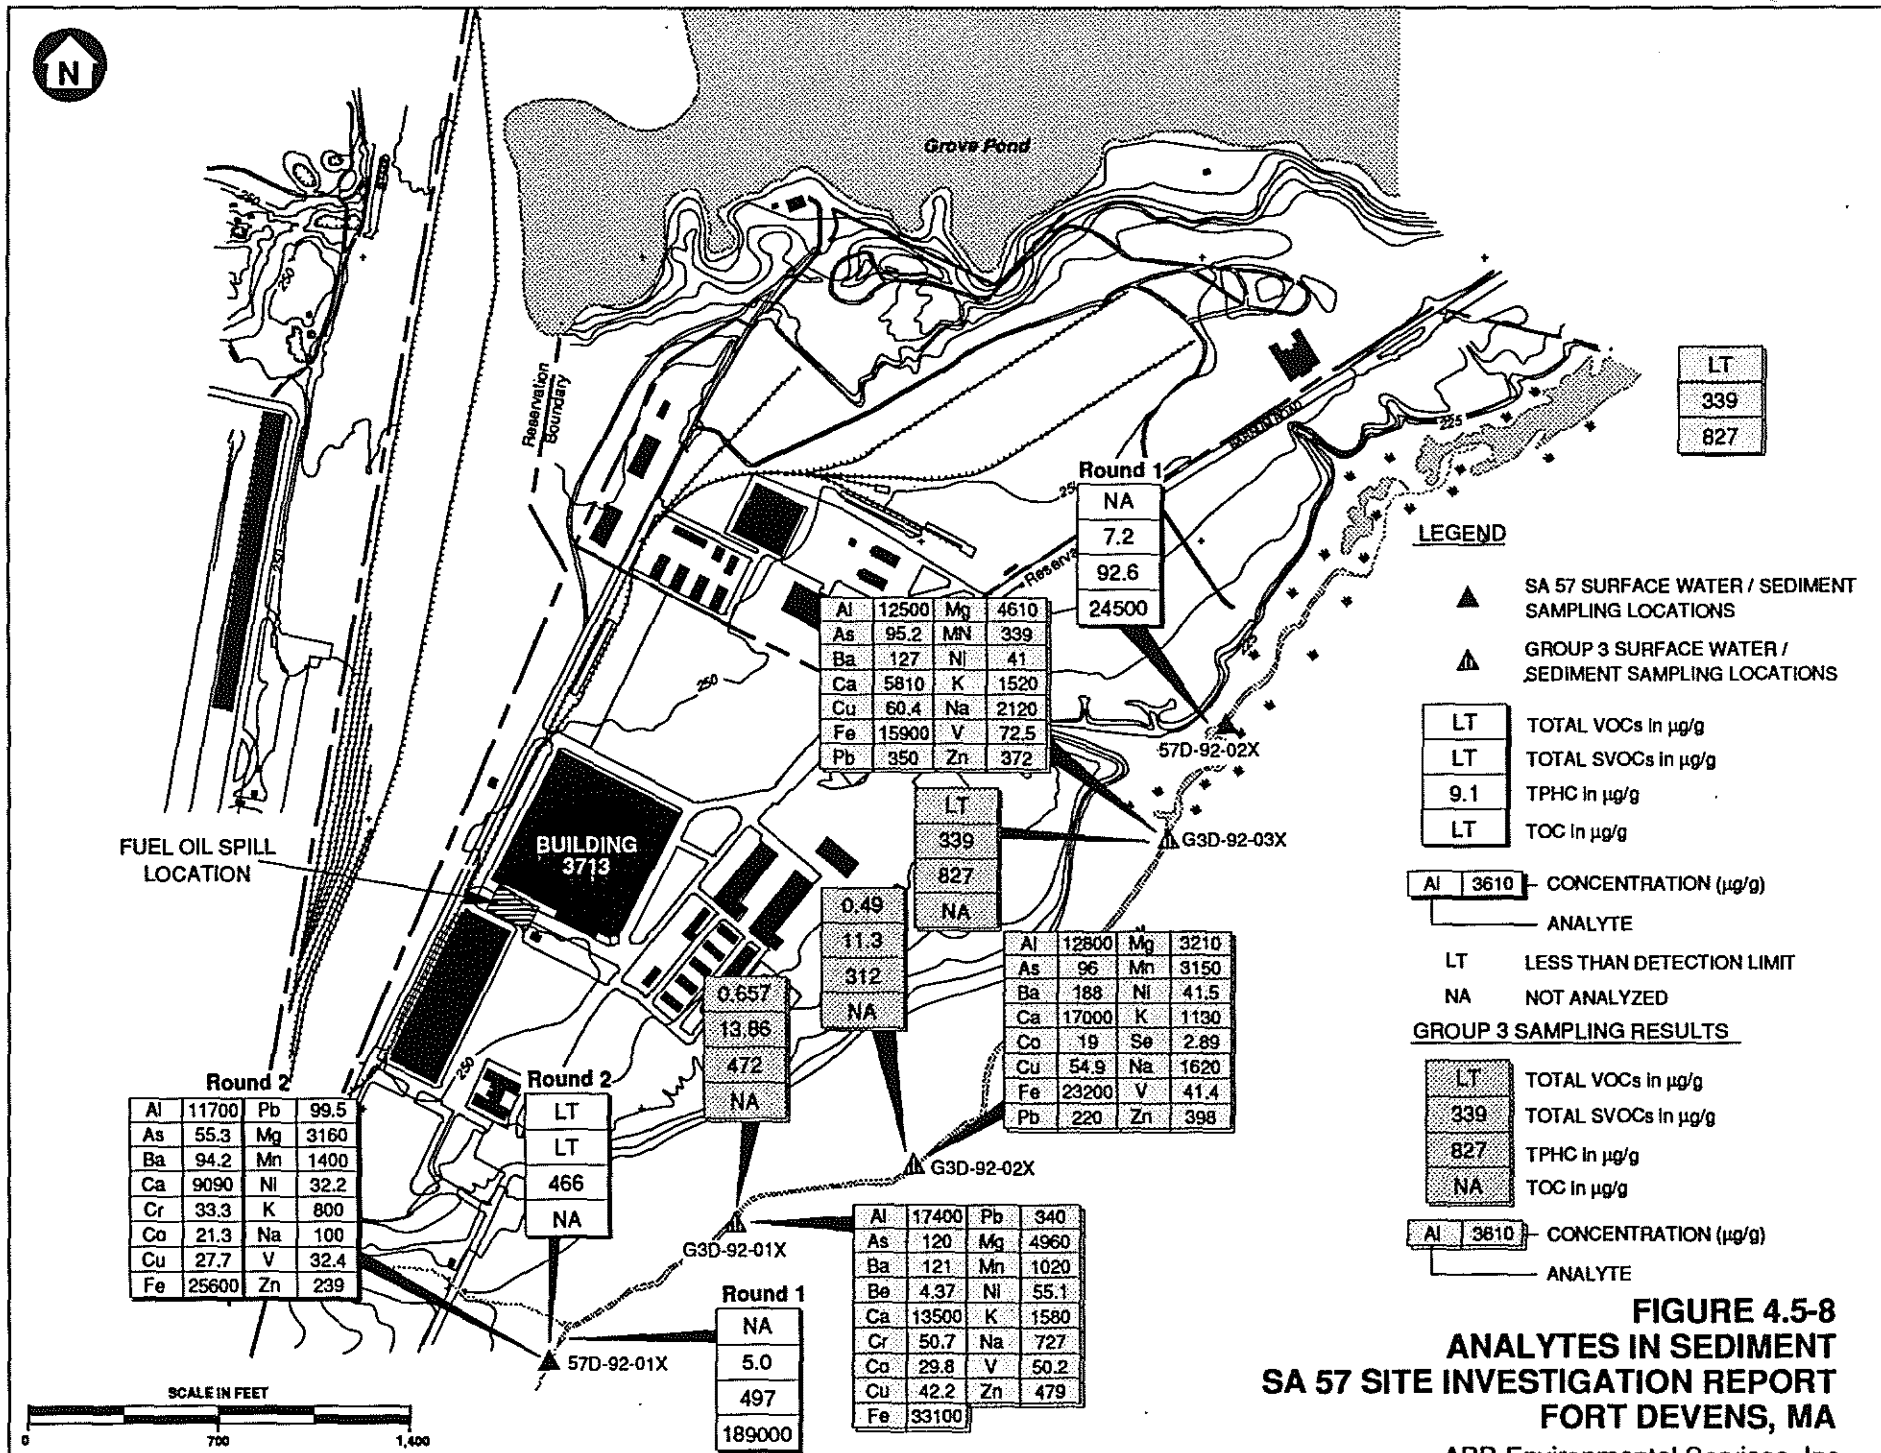 N
Grove Pond
Reservation
Boundary
250
250
LT
339
827
225
BARNUM ROAD
Round 1
NA
7.2
92.6
24500
250
225
250
Al 12500 Mg 4610
As 95.2 MN 339
Ba 127 Ni 41
Ca 5810 K 1520
Cu 60.4 Na 2120
Fe 15900 V 72.5
Pb 350 Zn 372
57D-92-02X
LT
339
827
NA
G3D-92-03X
BUILDING
3713
FUEL OIL SPILL
LOCATION
0.49
11.3
312
NA
Al 12800 Mg 3210
As 96 Mn 3150
Ba 188 Ni 41.5
Ca 17000 K 1130
Co 19 Se 2.89
Cu 54.9 Na 1620
Fe 23200 V 41.4
Pb 220 Zn 398
G3D-92-02X
0.657
13.86
472
NA
G3D-92-01X
250
Round 2
Al 11700 Pb 99.5
As 55.3 Mg 3160
Ba 94.2 Mn 1400
Ca 9090 Ni 32.2
Cr 33.3 K 800
Co 21.3 Na 100
Cu 27.7 V 32.4
Fe 25600 Zn 239
Round 2
LT
LT
466
NA
57D-92-01X
Round 1
NA
5.0
497
189000
Al 17400 Pb 340
As 120 Mg 4960
Ba 121 Mn 1020
Be 4.37 Ni 55.1
Ca 13500 K 1580
Cr 50.7 Na 727
Co 29.8 V 50.2
Cu 42.2 Zn 479
Fe 33100
SCALE IN FEET
0 700 1,400
LEGEND
SA 57 SURFACE WATER / SEDIMENT
SAMPLING LOCATIONS
GROUP 3 SURFACE WATER /
SEDIMENT SAMPLING LOCATIONS
LT TOTAL VOCs in µg/g
LT TOTAL SVOCs in µg/g
9.1 TPHC in µg/g
LT TOC in µg/g
Al 3610 CONCENTRATION (µg/g)
ANALYTE
LT LESS THAN DETECTION LIMIT
NA NOT ANALYZED
GROUP 3 SAMPLING RESULTS
LT TOTAL VOCs in µg/g
339 TOTAL SVOCs in µg/g
827 TPHC in µg/g
NA TOC in µg/g
Al 3610 CONCENTRATION (µg/g)
ANALYTE
FIGURE 4.5-8
ANALYTES IN SEDIMENT
SA 57 SITE INVESTIGATION REPORT
FORT DEVENS, MA